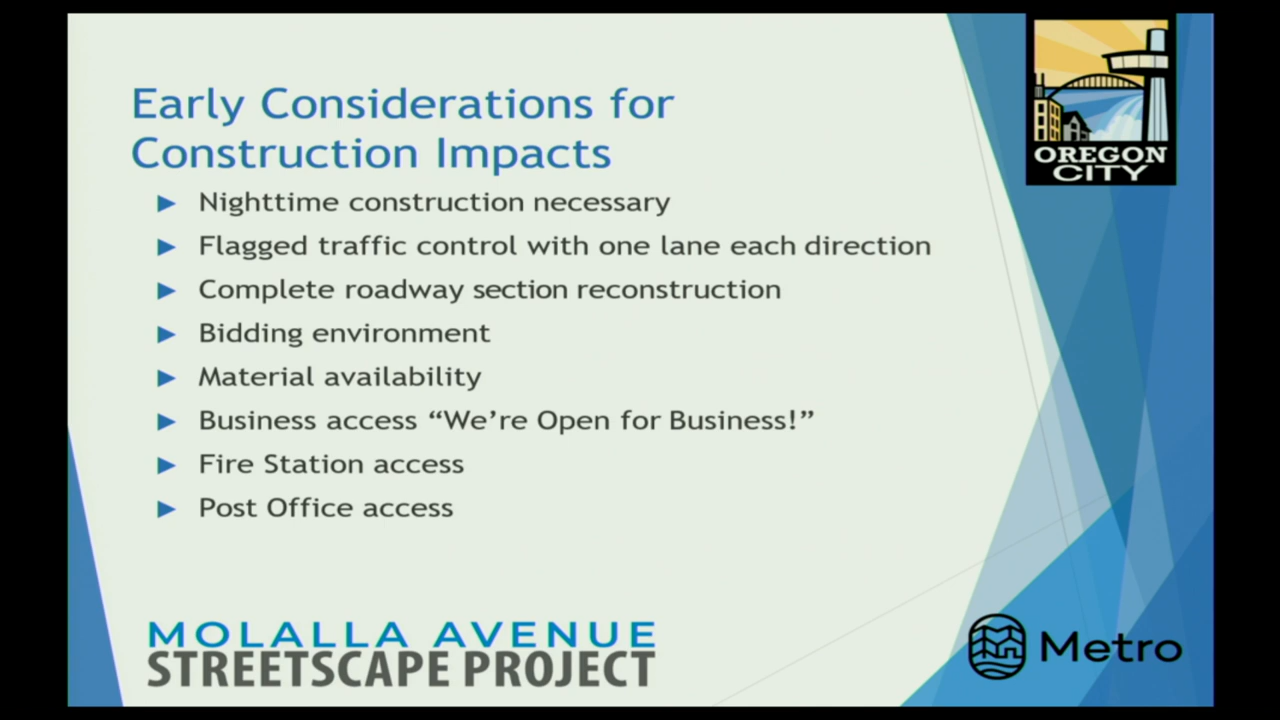 Early Considerations for
Construction Impacts
Nighttime construction necessary
Flagged traffic control with one lane each direction
Complete roadway section reconstruction
Bidding environment
Material availability
Business access “We’re Open for Business!”
Fire Station access
Post Office access
MOLALLA AVENUE
STREETSCAPE PROJECT
OREGON
CITY
Metro